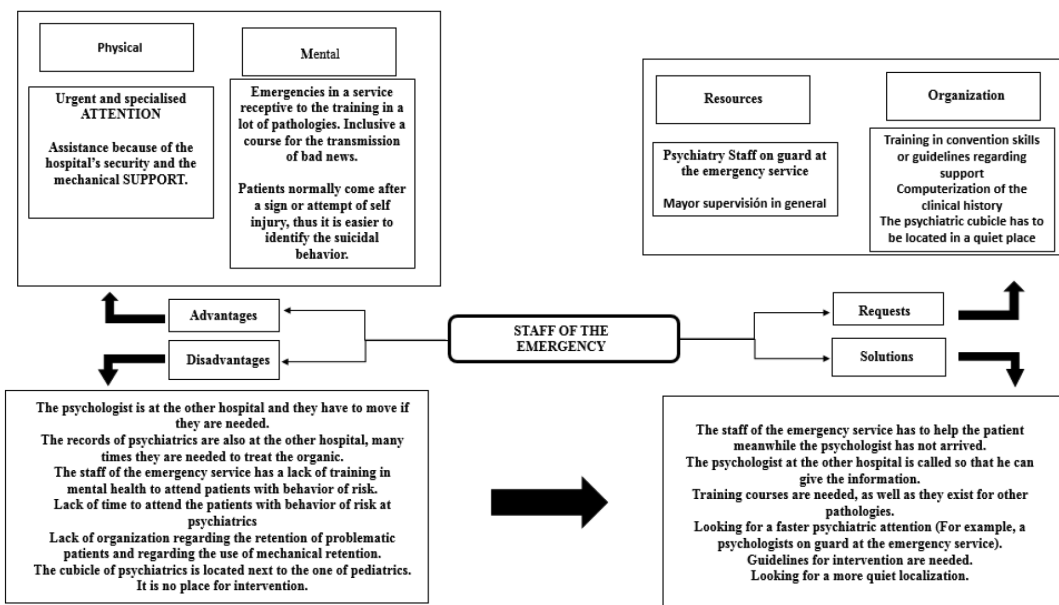 Physical
Mental
Urgent and specialised
ATTENTION
Assistance because of the
hospital's security and the
mechanical SUPPORT.
Emergencies in a service
receptive to the training in a
lot of pathologies. Inclusive a
course for the transmission
of bad news.
Patients normally come after
a sign or attempt of self
injury, thus it is easier to
identify the suicidal
behavior.
Resources
Organization
Psychiatry Staff on guard at
the emergency service
Mayor supervisión in general
Training in convention skills
or guidelines regarding
support
Computerization of the
clinical history
The psychiatric cubicle has to
be located in a quiet place
Advantages
Disadvantages
STAFF OF THE
EMERGENCY
Requests
Solutions
The psychologist is at the other hospital and they have to move if
they are needed.
The records of psychiatrics are also at the other hospital, many
times they are needed to treat the organic.
The staff of the emergency service has a lack of training in
mental health to attend patients with behavior of risk.
Lack of time to attend the patients with behavior of risk at
psychiatrics
Lack of organization regarding the retention of problematic
patients and regarding the use of mechanical retention.
The cubicle of psychiatrics is located next to the one of pediatrics.
It is no place for intervention.
The staff of the emergency service has to help the patient
meanwhile the psychologist has not arrived.
The psychologist at the other hospital is called so that he can
give the information.
Training courses are needed, as well as they exist for other
pathologies.
Looking for a faster psychiatric attention (For example, a
psychologists on guard at the emergency service).
Guidelines for intervention are needed.
Looking for a more quiet localization.